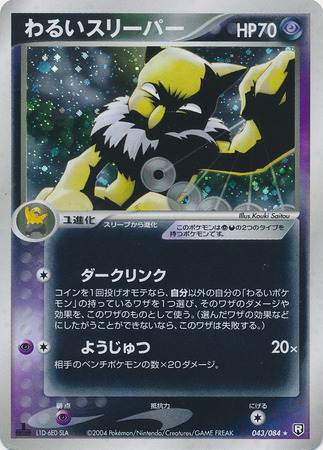 わるいスリーパー HP70
Illus.Kouki Saitou
1進化 スリープから進化
このポケモンは の2つのタイプを
持つポケモンです。
ダークリンク
コインを1回投げオモテなら、自分以外の自分の「わるいポケ
モン」の持っているワザを1つ選び、そのワザのダメージや
効果を、このワザのものとして使う。(選んだワザの効果など
にしたがうことができないなら、このワザは失敗する。)
ようじゅつ 20×
相手のベンチポケモンの数×20ダメージ。
弱点 抵抗力 にげる
1 EDITION L1D-6E0 SLA ©2004 Pokémon/Nintendo/Creatures/GAME FREAK 043/084 ★ R